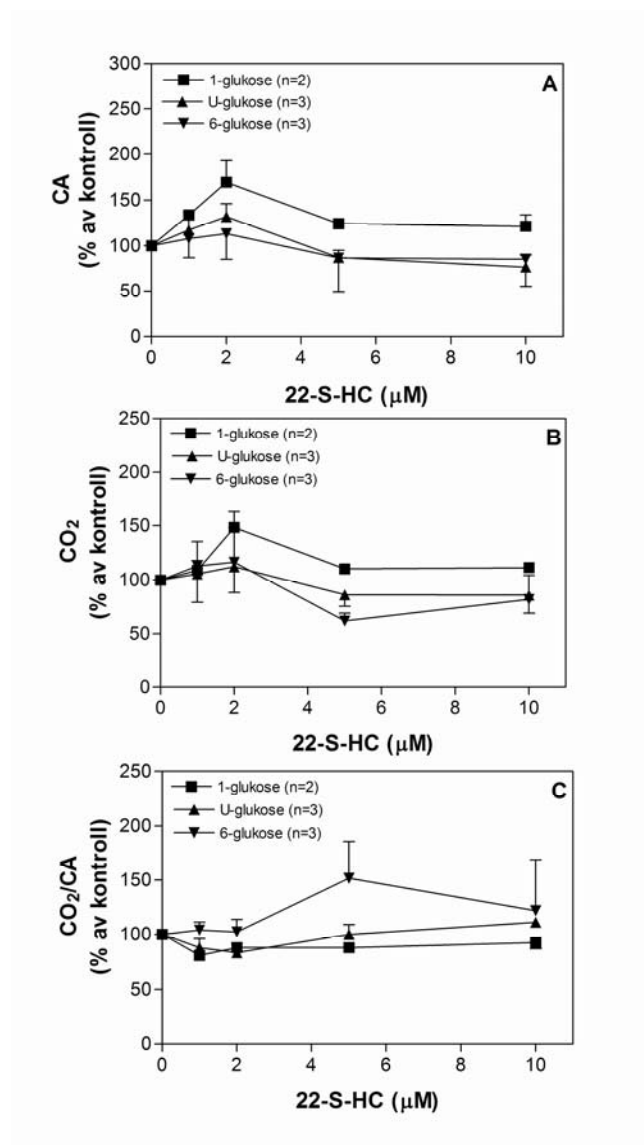 A
1-glukose (n=2)
U-glukose (n=3)
6-glukose (n=3)
CA
(% av kontroll)
300
250
200
150
100
50
0
0 2 4 6 8 10
22-S-HC (µM)
B
1-glukose (n=2)
U-glukose (n=3)
6-glukose (n=3)
CO₂
(% av kontroll)
250
200
150
100
50
0
0 2 4 6 8 10
22-S-HC (µM)
C
1-glukose (n=2)
U-glukose (n=3)
6-glukose (n=3)
CO₂/CA
(% av kontroll)
250
200
150
100
50
0
0 2 4 6 8 10
22-S-HC (µM)